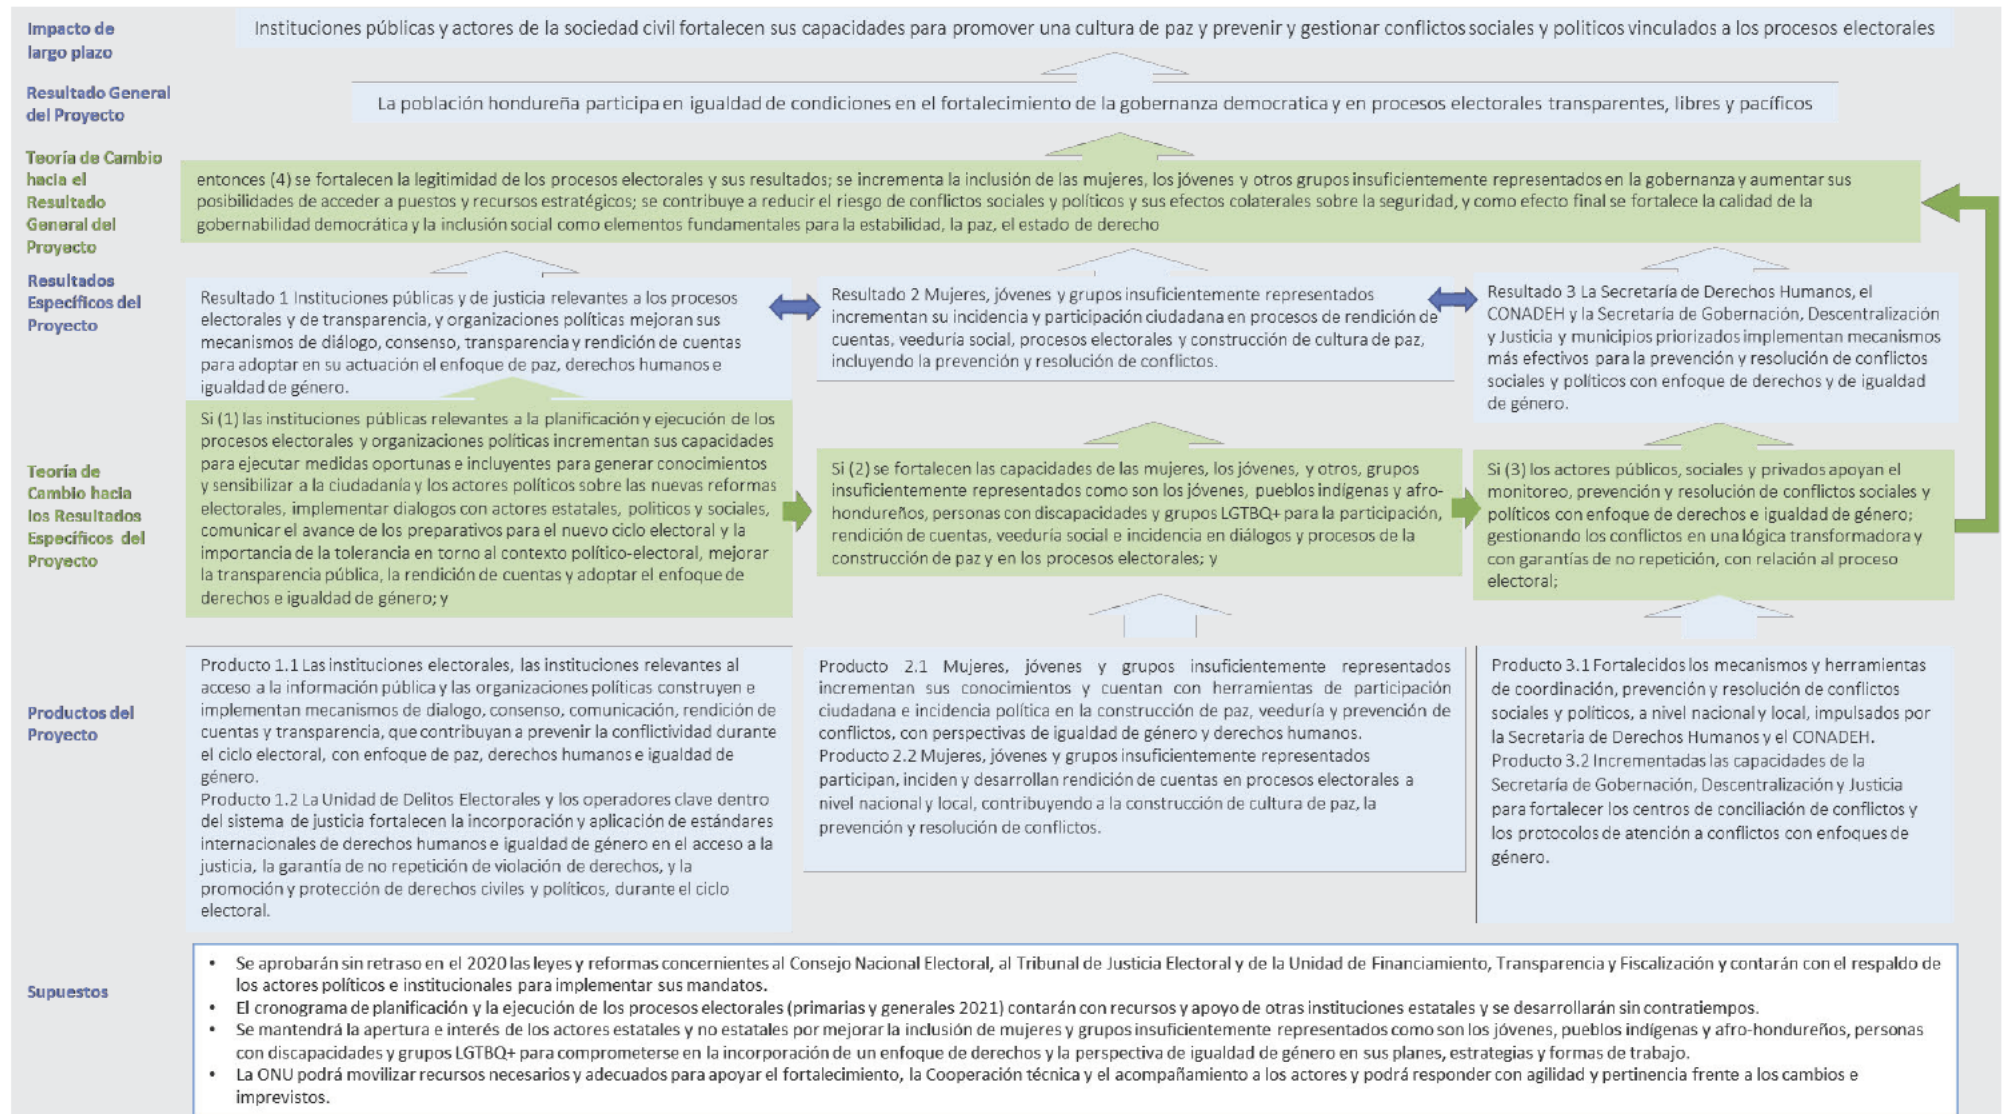 Impacto de
largo plazo
Instituciones públicas y actores de la sociedad civil fortalecen sus capacidades para promover una cultura de paz y prevenir y gestionar conflictos sociales y politicos vinculados a los procesos electorales
Resultado General
del Proyecto
La población hondureña participa en igualdad de condiciones en el fortalecimiento de la gobernanza democratica y en procesos electorales transparentes, libres y pacíficos
Teoría de Cambio
hacia el
Resultado
General del
Proyecto
entonces (4) se fortalecen la legitimidad de los procesos electorales y sus resultados; se incrementa la inclusión de las mujeres, los jóvenes y otros grupos insuficientemente representados en la gobernanza y aumentar sus
posibilidades de acceder a puestos y recursos estratégicos; se contribuye a reducir el riesgo de conflictos sociales y políticos y sus efectos colaterales sobre la seguridad, y como efecto final se fortalece la calidad de la
gobernabilidad democrática y la inclusión social como elementos fundamentales para la estabilidad, la paz, el estado de derecho
Resultados
Específicos del
Proyecto
Resultado 1 Instituciones públicas y de justicia relevantes a los procesos
electorales y de transparencia, y organizaciones políticas mejoran sus
mecanismos de diálogo, consenso, transparencia y rendición de cuentas
para adoptar en su actuación el enfoque de paz, derechos humanos e
igualdad de género.
Resultado 2 Mujeres, jóvenes y grupos insuficientemente representados
incrementan su incidencia y participación ciudadana en procesos de rendición de
cuentas, veeduría social, procesos electorales y construcción de cultura de paz,
incluyendo la prevención y resolución de conflictos.
Resultado 3 La Secretaría de Derechos Humanos, el
CONADEH y la Secretaría de Gobernación, Descentralización
y Justicia y municipios priorizados implementan mecanismos
más efectivos para la prevención y resolución de conflictos
sociales y políticos con enfoque de derechos y de igualdad
de género.
Teoría de
Cambio hacia
los Resultados
Específicos del
Proyecto
Si (1) las instituciones públicas relevantes a la planificación y ejecución de los
procesos electorales y organizaciones políticas incrementan sus capacidades
para ejecutar medidas oportunas e incluyentes para generar conocimientos
y sensibilizar a la ciudadanía y los actores políticos sobre las nuevas reformas
electorales, implementar dialogos con actores estatales, politicos y sociales,
comunicar el avance de los preparativos para el nuevo ciclo electoral y la
importancia de la tolerancia en torno al contexto político-electoral, mejorar
la transparencia pública, la rendición de cuentas y adoptar el enfoque de
derechos e igualdad de género; y
Si (2) se fortalecen las capacidades de las mujeres, los jóvenes, y otros, grupos
insuficientemente representados como son los jóvenes, pueblos indígenas y afro-
hondureños, personas con discapacidades y grupos LGTBQ+ para la participación,
rendición de cuentas, veeduría social e incidencia en diálogos y procesos de la
construcción de paz y en los procesos electorales; y
Si (3) los actores públicos, sociales y privados apoyan el
monitoreo, prevención y resolución de conflictos sociales y
políticos con enfoque de derechos e igualdad de género;
gestionando los conflictos en una lógica transformadora y
con garantías de no repetición, con relación al proceso
electoral;
Productos del
Proyecto
Producto 1.1 Las instituciones electorales, las instituciones relevantes al
acceso a la información pública y las organizaciones políticas construyen e
implementan mecanismos de dialogo, consenso, comunicación, rendición de
cuentas y transparencia, que contribuyan a prevenir la conflictividad durante
el ciclo electoral, con enfoque de paz, derechos humanos e igualdad de
género.
Producto 1.2 La Unidad de Delitos Electorales y los operadores clave dentro
del sistema de justicia fortalecen la incorporación y aplicación de estándares
internacionales de derechos humanos e igualdad de género en el acceso a la
justicia, la garantía de no repetición de violación de derechos, y la
promoción y protección de derechos civiles y políticos, durante el ciclo
electoral.
Producto 2.1 Mujeres, jóvenes y grupos insuficientemente representados
incrementan sus conocimientos y cuentan con herramientas de participación
ciudadana e incidencia política en la construcción de paz, veeduría y prevención de
conflictos, con perspectivas de igualdad de género y derechos humanos.
Producto 2.2 Mujeres, jóvenes y grupos insuficientemente representados
participan, inciden y desarrollan rendición de cuentas en procesos electorales a
nivel nacional y local, contribuyendo a la construcción de cultura de paz, la
prevención y resolución de conflictos.
Producto 3.1 Fortalecidos los mecanismos y herramientas
de coordinación, prevención y resolución de conflictos
sociales y políticos, a nivel nacional y local, impulsados por
la Secretaria de Derechos Humanos y el CONADEH.
Producto 3.2 Incrementadas las capacidades de la
Secretaría de Gobernación, Descentralización y Justicia
para fortalecer los centros de conciliación de conflictos y
los protocolos de atención a conflictos con enfoques de
género.
Supuestos
• Se aprobarán sin retraso en el 2020 las leyes y reformas concernientes al Consejo Nacional Electoral, al Tribunal de Justicia Electoral y de la Unidad de Financiamiento, Transparencia y Fiscalización y contarán con el respaldo de
los actores políticos e institucionales para implementar sus mandatos.
• El cronograma de planificación y la ejecución de los procesos electorales (primarias y generales 2021) contarán con recursos y apoyo de otras instituciones estatales y se desarrollarán sin contratiempos.
• Se mantendrá la apertura e interés de los actores estatales y no estatales por mejorar la inclusión de mujeres y grupos insuficientemente representados como son los jóvenes, pueblos indígenas y afro-hondureños, personas
con discapacidades y grupos LGTBQ+ para comprometerse en la incorporación de un enfoque de derechos y la perspectiva de igualdad de género en sus planes, estrategias y formas de trabajo.
• La ONU podrá movilizar recursos necesarios y adecuados para apoyar el fortalecimiento, la Cooperación técnica y el acompañamiento a los actores y podrá responder con agilidad y pertinencia frente a los cambios e
imprevistos.